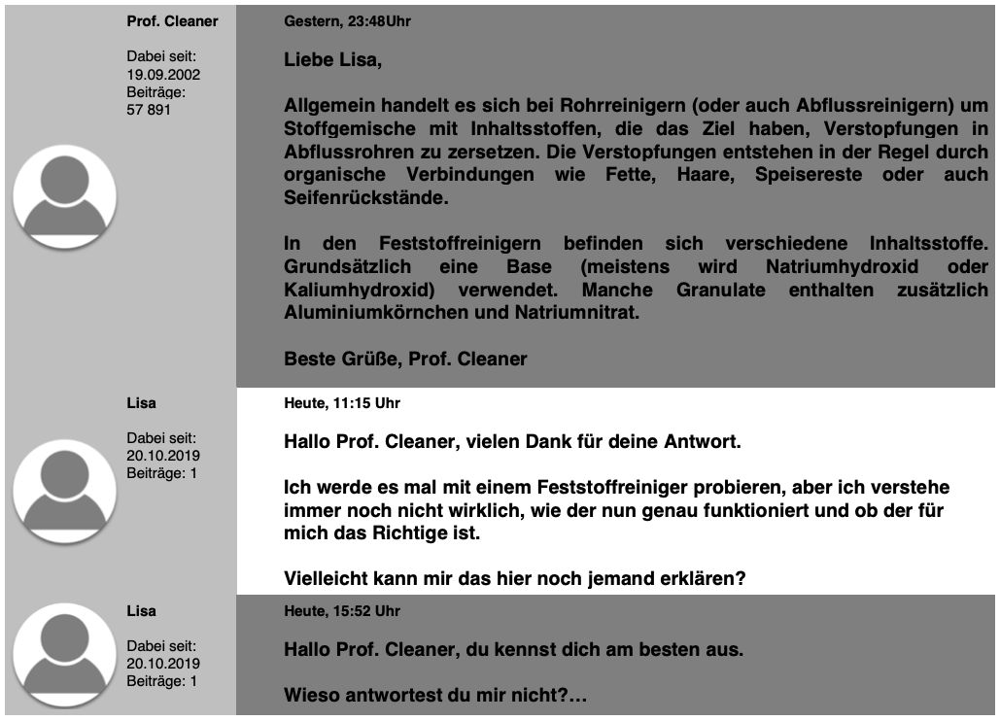 Prof. Cleaner
Dabei seit:
19.09.2002
Beiträge:
57 891
Gestern, 23:48Uhr
Liebe Lisa,
Allgemein handelt es sich bei Rohrreinigern (oder auch Abflussreinigern) um
Stoffgemische mit Inhaltsstoffen, die das Ziel haben, Verstopfungen in
Abflussrohren zu zersetzen. Die Verstopfungen entstehen in der Regel durch
organische Verbindungen wie Fette, Haare, Speisereste oder auch
Seifenrückstände.
In den Feststoffreinigern befinden sich verschiedene Inhaltsstoffe.
Grundsätzlich eine Base (meistens wird Natriumhydroxid oder
Kaliumhydroxid) verwendet. Manche Granulate enthalten zusätzlich
Aluminiumkörnchen und Natriumnitrat.
Beste Grüße, Prof. Cleaner
Lisa
Dabei seit:
20.10.2019
Beiträge: 1
Heute, 11:15 Uhr
Hallo Prof. Cleaner, vielen Dank für deine Antwort.
Ich werde es mal mit einem Feststoffreiniger probieren, aber ich verstehe
immer noch nicht wirklich, wie der nun genau funktioniert und ob der für
mich das Richtige ist.
Vielleicht kann mir das hier noch jemand erklären?
Lisa
Dabei seit:
20.10.2019
Beiträge: 1
Heute, 15:52 Uhr
Hallo Prof. Cleaner, du kennst dich am besten aus.
Wieso antwortest du mir nicht?…